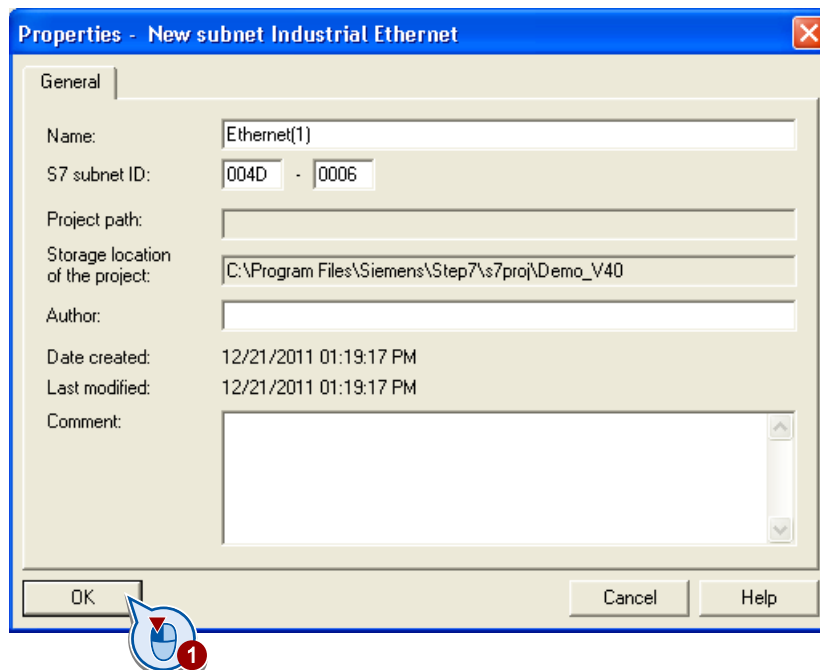 Properties - New subnet Industrial Ethernet
General
Name: Ethernet(1)
S7 subnet ID: 004D - 0006
Project path:
Storage location
of the project: C:\Program Files\Siemens\Step7\s7proj\Demo_V40
Author:
Date created: 12/21/2011 01:19:17 PM
Last modified: 12/21/2011 01:19:17 PM
Comment:
OK Cancel Help
1